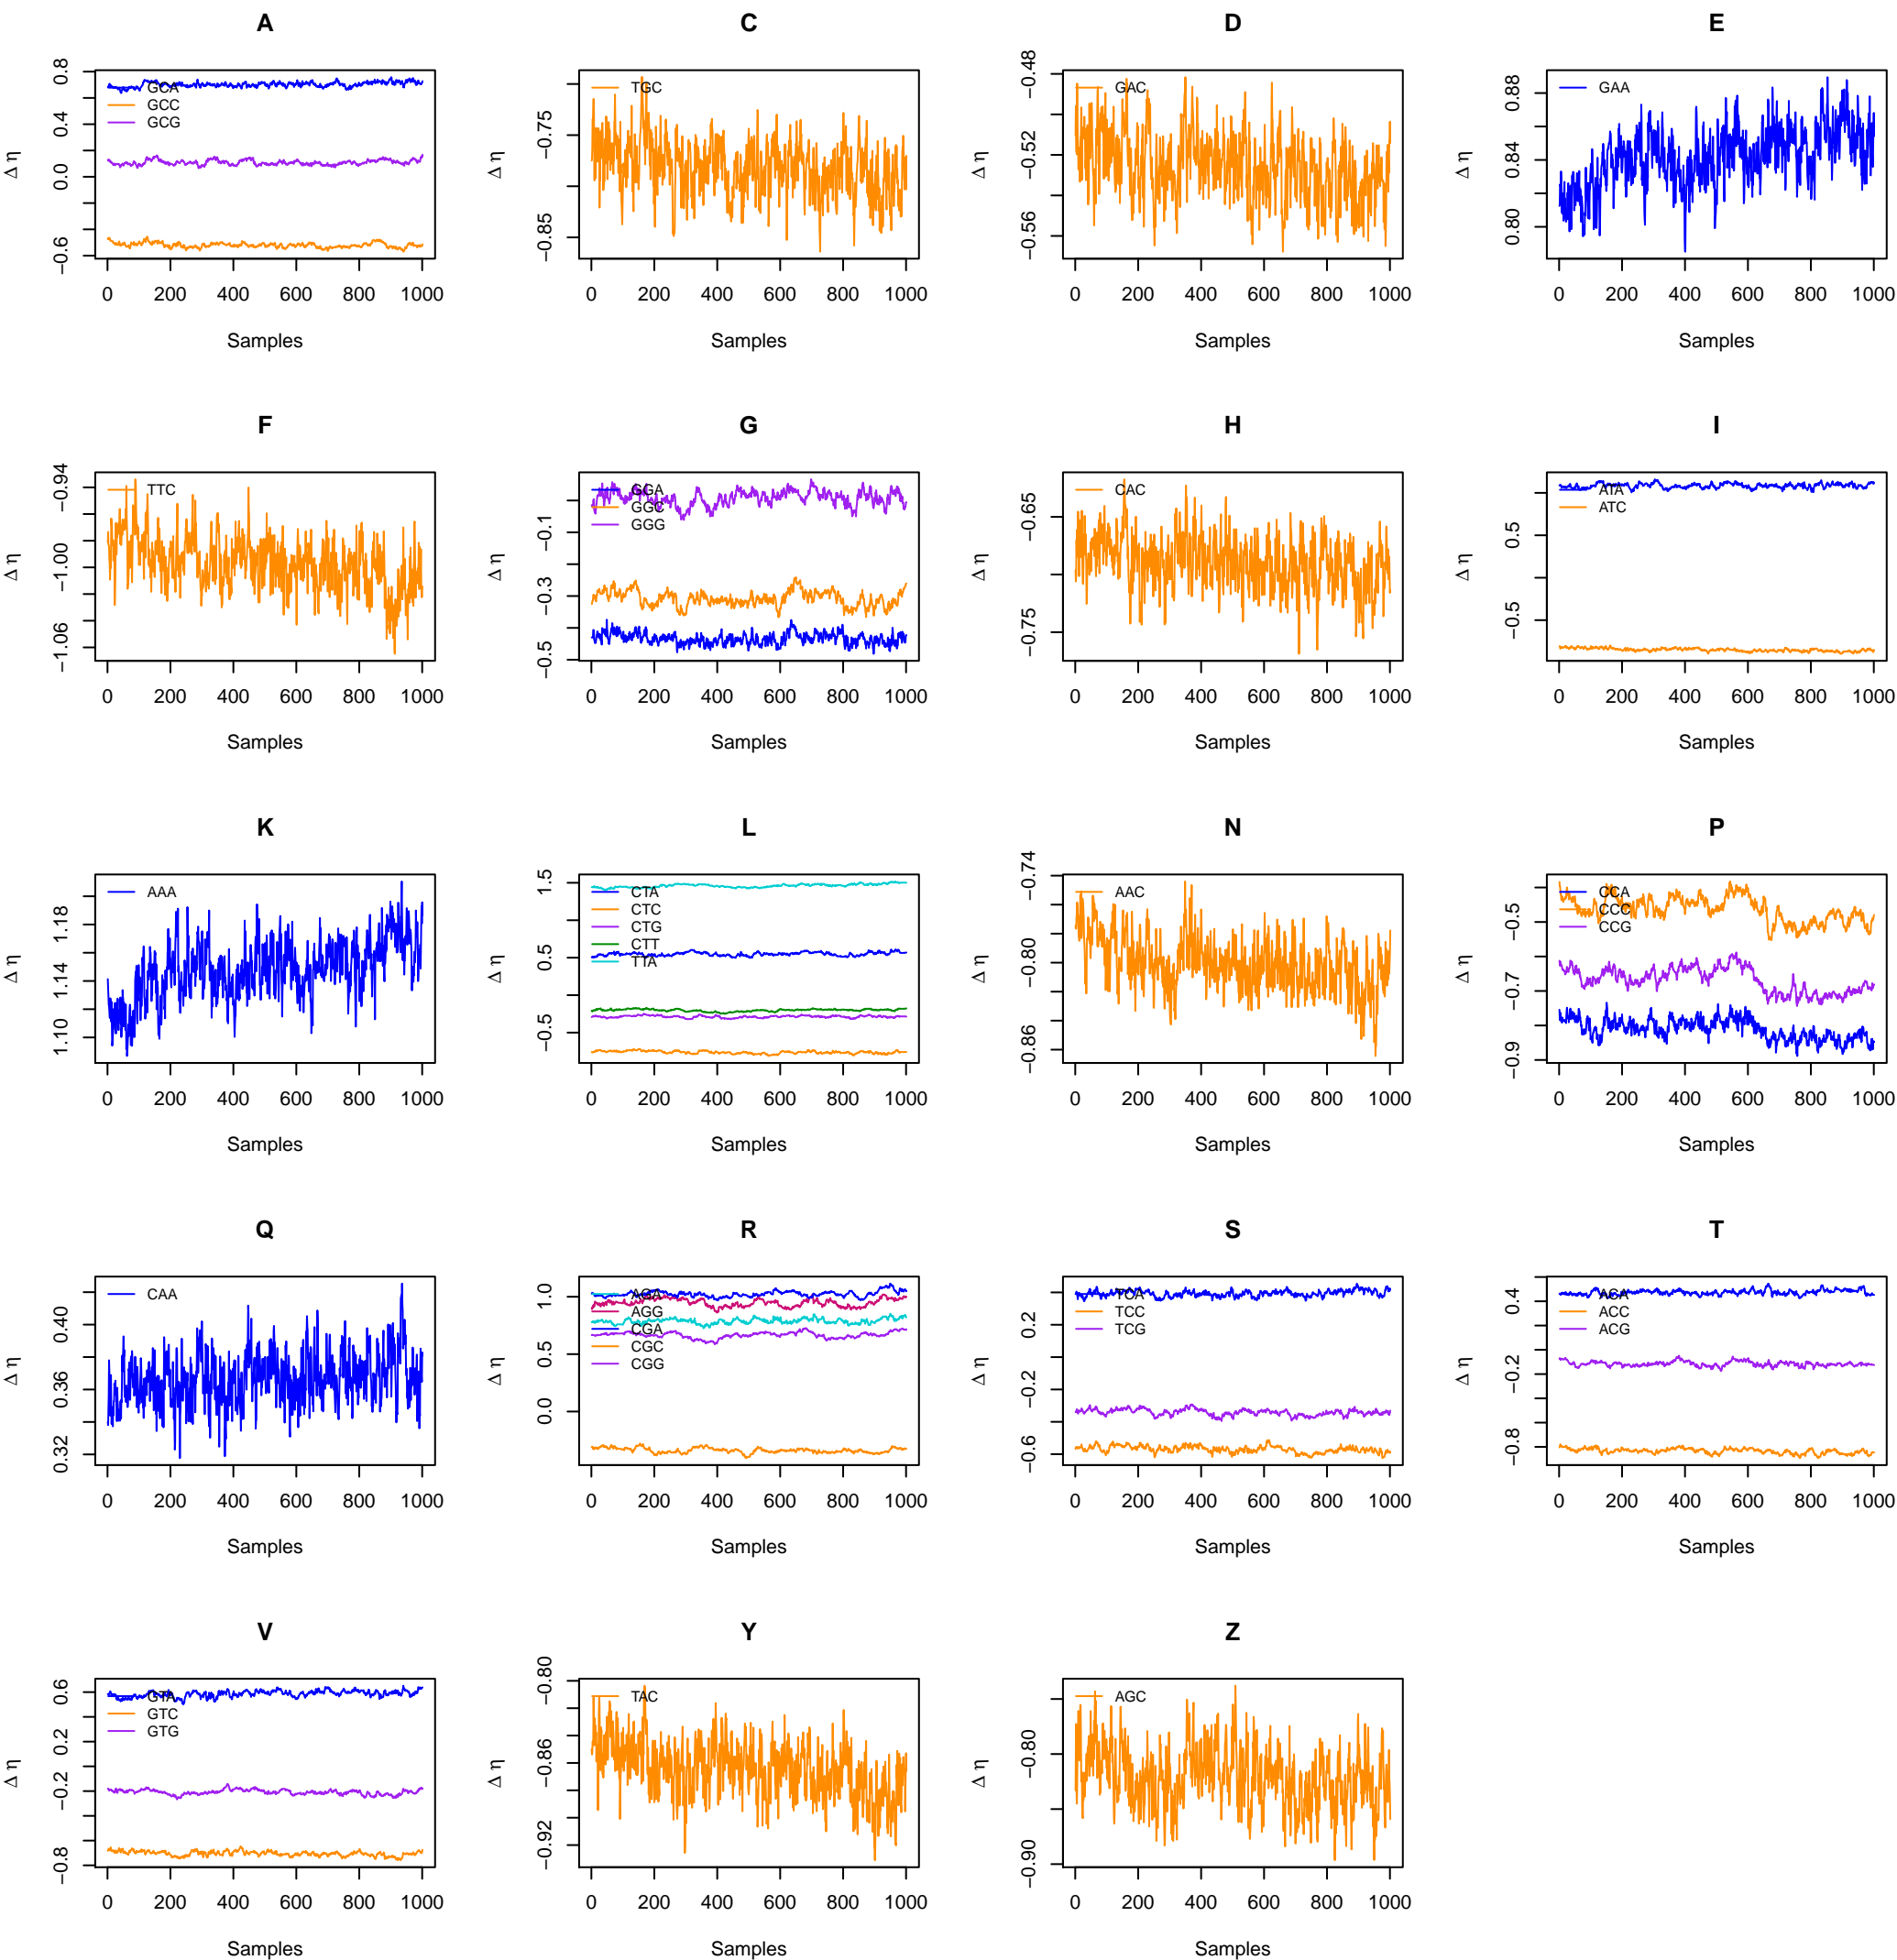 A
Δ η
0.8
0.4
0.0
−0.6
GCA
GCC
GCG
0 200 400 600 800 1000
Samples
C
Δ η
−0.75
−0.85
TGC
0 200 400 600 800 1000
Samples
D
Δ η
−0.48
−0.52
−0.56
GAC
0 200 400 600 800 1000
Samples
E
Δ η
0.88
0.84
0.80
GAA
0 200 400 600 800 1000
Samples
F
Δ η
−0.94
−1.00
−1.06
TTC
0 200 400 600 800 1000
Samples
G
Δ η
−0.1
−0.3
−0.5
GGA
GGC
GGG
0 200 400 600 800 1000
Samples
H
Δ η
−0.65
−0.75
CAC
0 200 400 600 800 1000
Samples
I
Δ η
0.5
−0.5
ATA
ATC
0 200 400 600 800 1000
Samples
K
Δ η
1.18
1.14
1.10
AAA
0 200 400 600 800 1000
Samples
L
Δ η
1.5
0.5
−0.5
CTA
CTC
CTG
CTT
TTA
0 200 400 600 800 1000
Samples
N
Δ η
−0.74
−0.80
−0.86
AAC
0 200 400 600 800 1000
Samples
P
Δ η
−0.5
−0.7
−0.9
CCA
CCC
CCG
0 200 400 600 800 1000
Samples
Q
Δ η
0.40
0.36
0.32
CAA
0 200 400 600 800 1000
Samples
R
Δ η
1.0
0.5
0.0
AGA
AGG
CGA
CGC
CGG
0 200 400 600 800 1000
Samples
S
Δ η
0.2
−0.2
−0.6
TCA
TCC
TCG
0 200 400 600 800 1000
Samples
T
Δ η
0.4
−0.2
−0.8
ACA
ACC
ACG
0 200 400 600 800 1000
Samples
V
Δ η
0.6
0.2
−0.2
−0.8
GTA
GTC
GTG
0 200 400 600 800 1000
Samples
Y
Δ η
−0.80
−0.86
−0.92
TAC
0 200 400 600 800 1000
Samples
Z
Δ η
−0.80
−0.90
AGC
0 200 400 600 800 1000
Samples